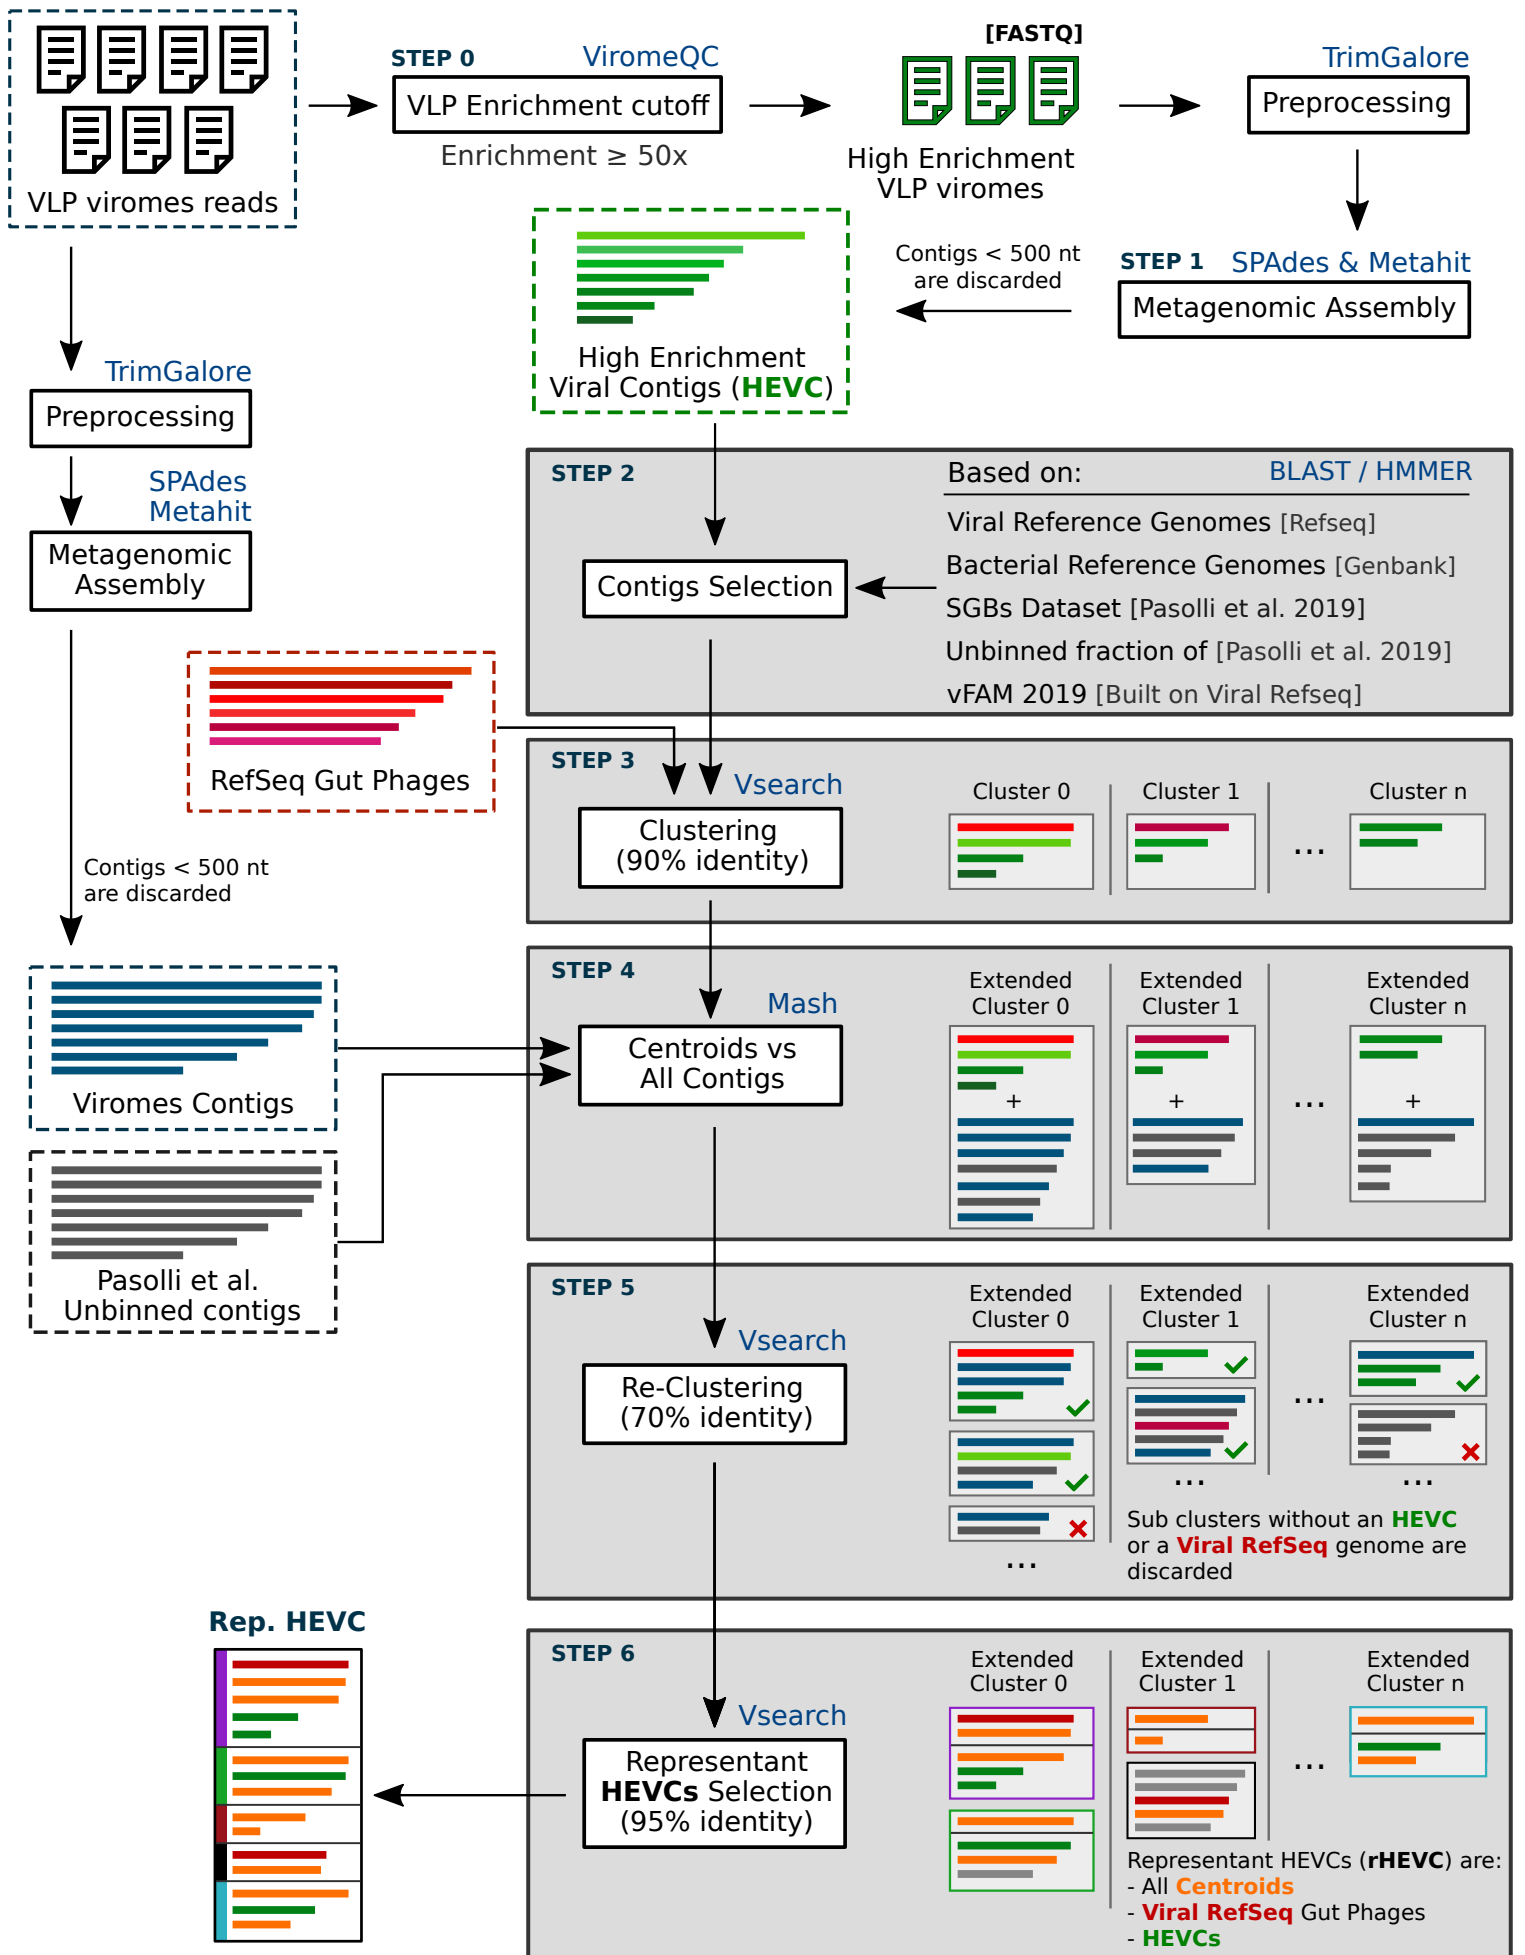 VLP viromes reads
STEP 0
ViromeQC
VLP Enrichment cutoff
Enrichment ≥ 50x
[FASTQ]
High Enrichment
VLP viromes
TrimGalore
Preprocessing
STEP 1
SPAdes & Metahit
Metagenomic Assembly
Contigs < 500 nt
are discarded
High Enrichment
Viral Contigs (HEVC)
TrimGalore
Preprocessing
SPAdes
Metahit
Metagenomic
Assembly
Contigs < 500 nt
are discarded
RefSeq Gut Phages
Viromes Contigs
Pasolli et al.
Unbinned contigs
STEP 2
Contigs Selection
Based on:
BLAST / HMMER
Viral Reference Genomes [Refseq]
Bacterial Reference Genomes [Genbank]
SGBs Dataset [Pasolli et al. 2019]
Unbinned fraction of [Pasolli et al. 2019]
vFAM 2019 [Built on Viral Refseq]
STEP 3
Vsearch
Clustering
(90% identity)
Cluster 0
Cluster 1
...
Cluster n
STEP 4
Mash
Centroids vs
All Contigs
Extended
Cluster 0
+
Extended
Cluster 1
+
...
Extended
Cluster n
+
STEP 5
Vsearch
Re-Clustering
(70% identity)
Extended
Cluster 0
...
Extended
Cluster 1
...
...
Extended
Cluster n
...
Sub clusters without an HEVC
or a Viral RefSeq genome are
discarded
STEP 6
Vsearch
Representant
HEVCs Selection
(95% identity)
Extended
Cluster 0
Extended
Cluster 1
...
Extended
Cluster n
Representant HEVCs (rHEVC) are:
- All Centroids
- Viral RefSeq Gut Phages
- HEVCs
Rep. HEVC